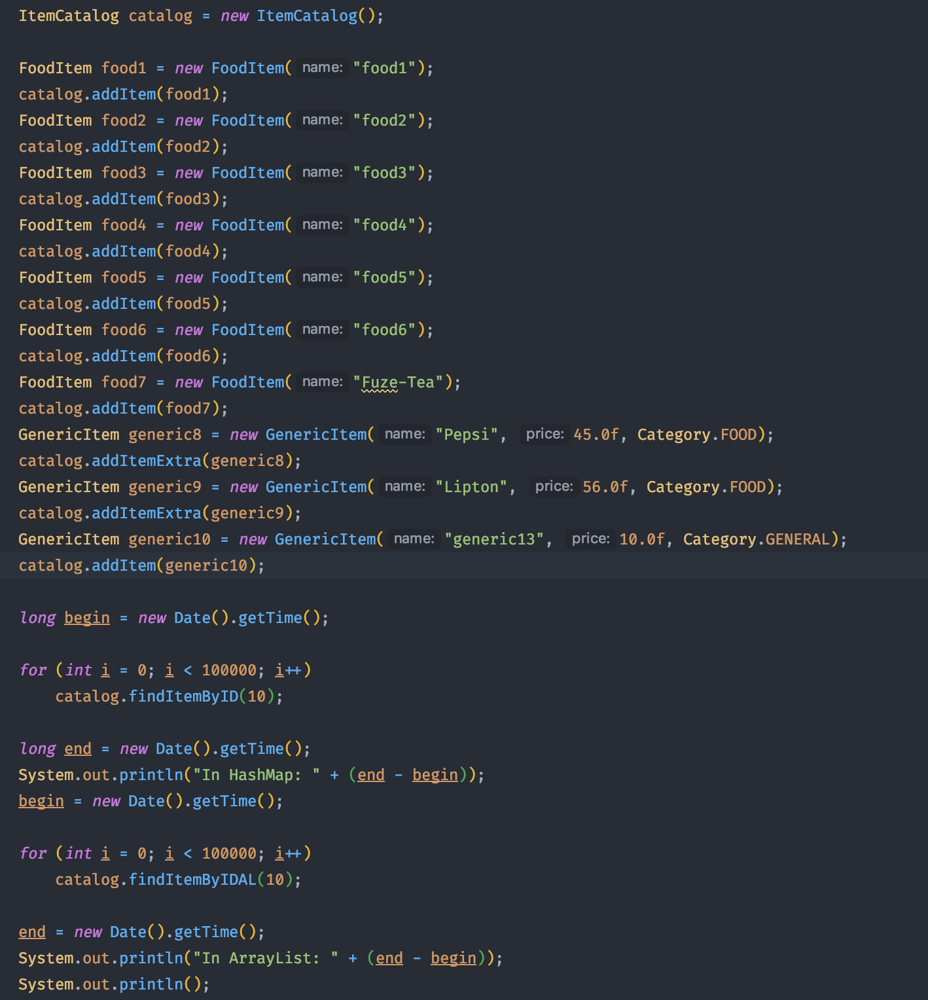 ItemCatalog catalog = new ItemCatalog();
FoodItem food1 = new FoodItem( name: "food1");
catalog.addItem(food1);
FoodItem food2 = new FoodItem( name: "food2");
catalog.addItem(food2);
FoodItem food3 = new FoodItem( name: "food3");
catalog.addItem(food3);
FoodItem food4 = new FoodItem( name: "food4");
catalog.addItem(food4);
FoodItem food5 = new FoodItem( name: "food5");
catalog.addItem(food5);
FoodItem food6 = new FoodItem( name: "food6");
catalog.addItem(food6);
FoodItem food7 = new FoodItem( name: "Fuze-Tea");
catalog.addItem(food7);
GenericItem generic8 = new GenericItem( name: "Pepsi", price: 45.0f, Category.FOOD);
catalog.addItemExtra(generic8);
GenericItem generic9 = new GenericItem( name: "Lipton", price: 56.0f, Category.FOOD);
catalog.addItemExtra(generic9);
GenericItem generic10 = new GenericItem( name: "generic13", price: 10.0f, Category.GENERAL);
catalog.addItem(generic10);
long begin = new Date().getTime();
for (int i = 0; i < 100000; i++)
    catalog.findItemByID(10);
long end = new Date().getTime();
System.out.println("In HashMap: " + (end - begin));
begin = new Date().getTime();
for (int i = 0; i < 100000; i++)
    catalog.findItemByIDAL(10);
end = new Date().getTime();
System.out.println("In ArrayList: " + (end - begin));
System.out.println();